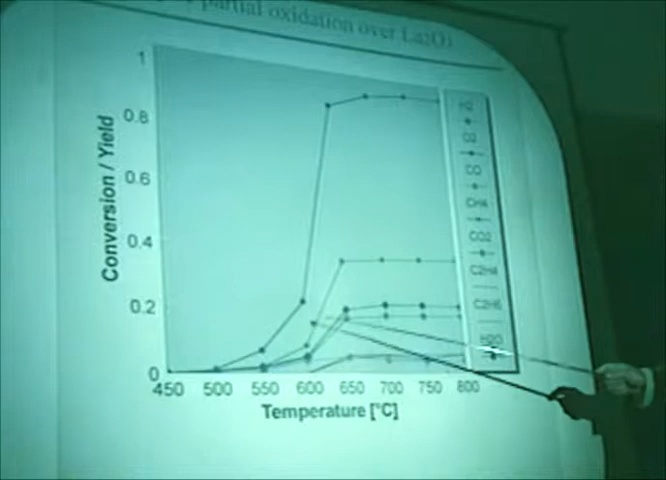 partial oxidation over La₂O₃
Conversion / Yield
1
0.8
0.6
0.4
0.2
0
450 500 550 600 650 700 750 800
Temperature [°C]
O2
CO
CH4
CO2
C2H4
C2H6
H2O